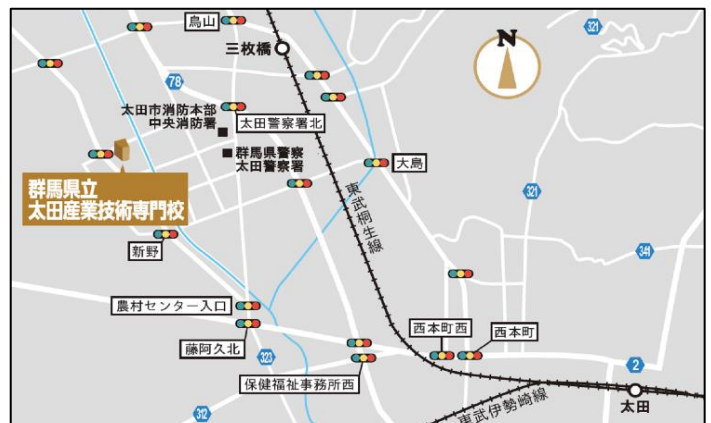 鳥山
三枚橋
N
321
78
太田市消防本部
中央消防署
太田警察署北
群馬県警察
太田警察署
大島
群馬県立
太田産業技術専門校
東武桐生線
321
新野
341
農村センター入口
西本町西
西本町
藤阿久北
323
保健福祉事務所西
2
太田
312
東武伊勢崎線